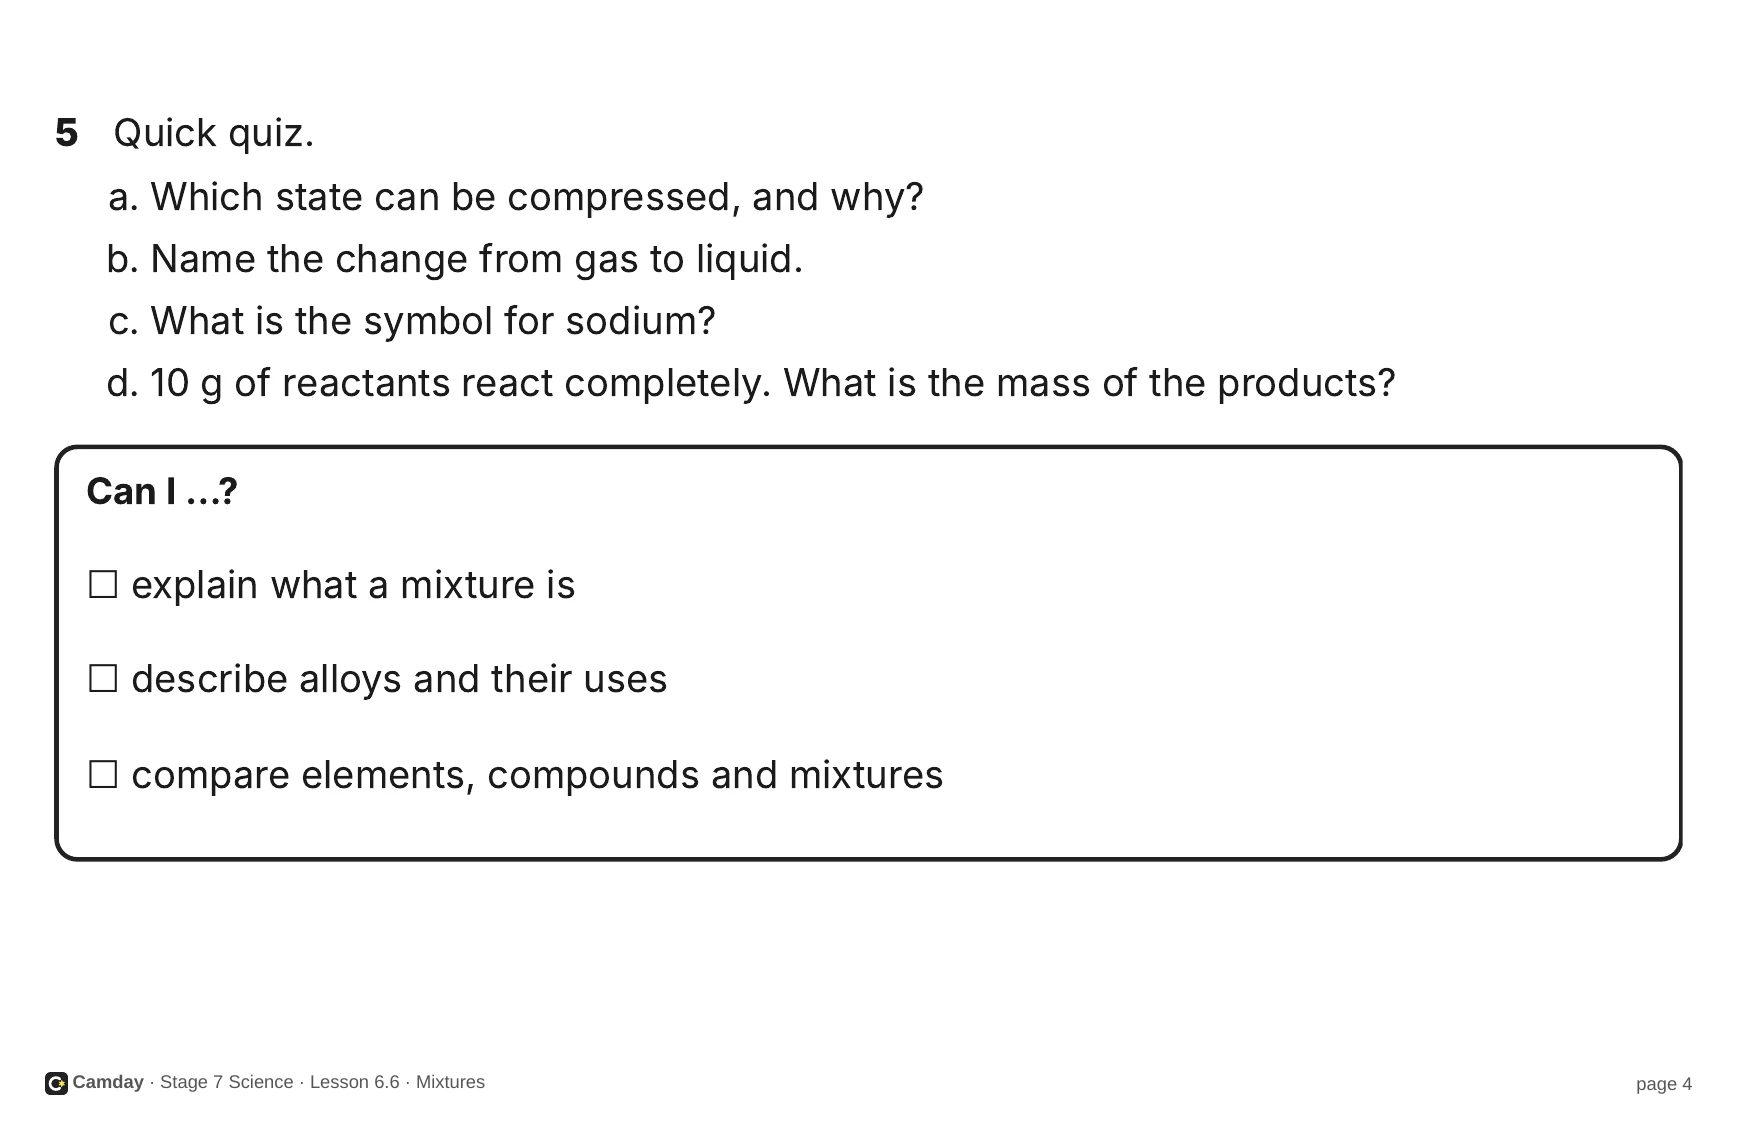 5 Quick quiz.
a. Which state can be compressed, and why?
b. Name the change from gas to liquid.
c. What is the symbol for sodium?
d. 10 g of reactants react completely. What is the mass of the products?
Can I …?
☐ explain what a mixture is
☐ describe alloys and their uses
☐ compare elements, compounds and mixtures
Camday · Stage 7 Science · Lesson 6.6 · Mixtures
page 4